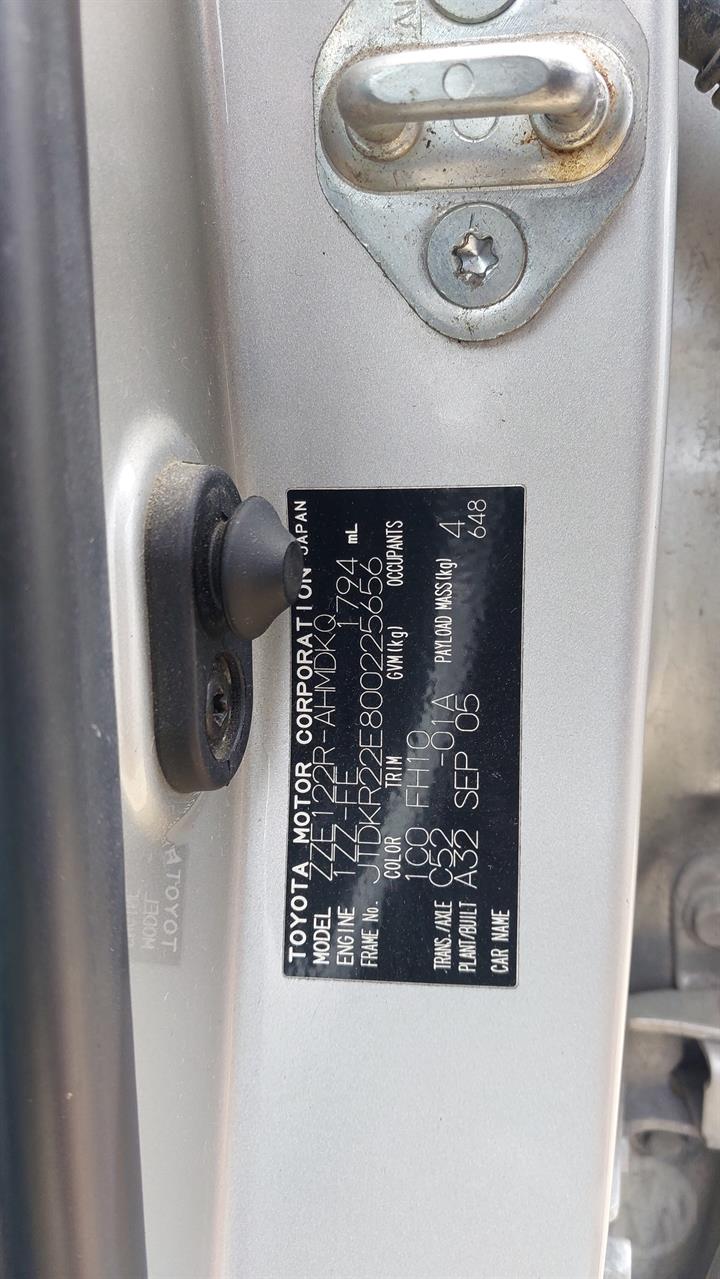 TOYOTA MOTOR CORPORATION JAPAN
MODEL ZZE122R-AHMDKQ
ENGINE 1ZZ-FE 1794 mL
FRAME No. JTDKR22E800225656
COLOR TRIM GVM(kg) OCCUPANTS
1C0 FH10 4
TRANS./AXLE C52 -01A PAYLOAD MASS(kg) 648
PLANT/BUILT A32 SEP 05
CAR NAME